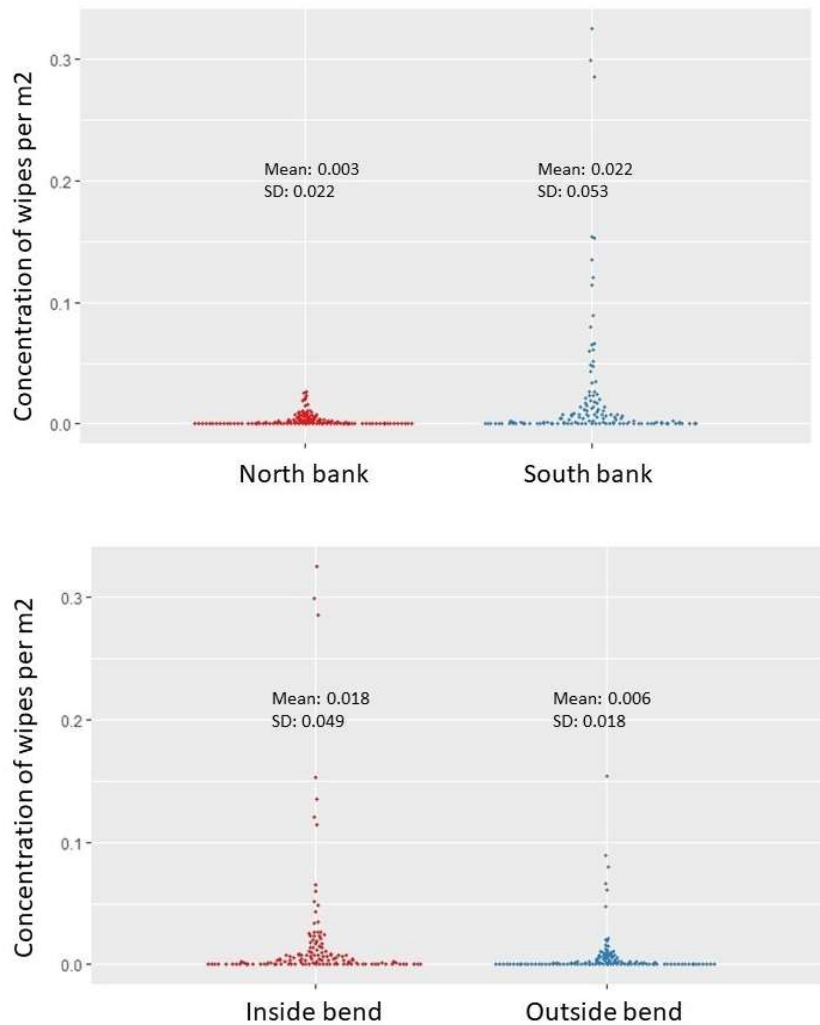 Concentration of wipes per m2
0.3
0.2
0.1
0.0
Mean: 0.003
SD: 0.022
Mean: 0.022
SD: 0.053
North bank
South bank
Concentration of wipes per m2
0.3
0.2
0.1
0.0
Mean: 0.018
SD: 0.049
Mean: 0.006
SD: 0.018
Inside bend
Outside bend